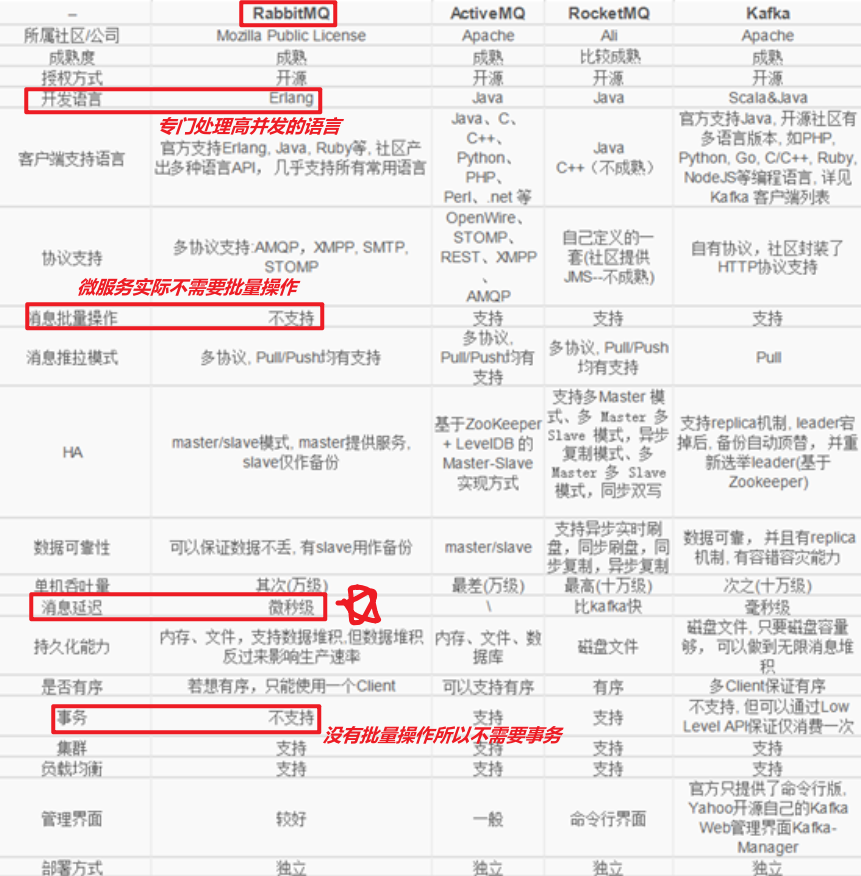 – RabbitMQ ActiveMQ RocketMQ Kafka
所属社区/公司 Mozilla Public License Apache Ali Apache
成熟度 成熟 成熟 比较成熟 成熟
授权方式 开源 开源 开源 开源
开发语言 Erlang Java Java Scala&Java
专门处理高并发的语言
客户端支持语言
官方支持Erlang, Java, Ruby等, 社区产
出多种语言API， 几乎支持所有常用语言
Java、C、
C++、
Python、
PHP、
Perl、.net 等
Java
C++（不成熟）
官方支持Java, 开源社区有
多语言版本, 如PHP,
Python, Go, C/C++, Ruby,
NodeJS等编程语言, 详见
Kafka 客户端列表
协议支持
多协议支持:AMQP，XMPP, SMTP,
STOMP
OpenWire、
STOMP、
REST、XMPP
、
AMQP
自己定义的一
套(社区提供
JMS--不成熟)
自有协议，社区封装了
HTTP协议支持
微服务实际不需要批量操作
消息批量操作 不支持 支持 支持 支持
消息推拉模式
多协议, Pull/Push均有支持
多协议,
Pull/Push均有
支持
多协议, Pull/Push
均有支持
Pull
HA
master/slave模式, master提供服务,
slave仅作备份
基于ZooKeeper
+ LevelDB 的
Master-Slave
实现方式
支持多Master 模
式、多 Master 多
Slave 模式，异步
复制模式、多
Master 多 Slave
模式，同步双写
支持replica机制, leader宕
掉后, 备份自动顶替， 并重
新选举leader(基于
Zookeeper)
数据可靠性
可以保证数据不丢, 有slave用作备份
master/slave
支持异步实时刷
盘，同步刷盘，同
步复制，异步复制
数据可靠， 并且有replica
机制, 有容错容灾能力
单机吞吐量 其次(万级) 最差(万级) 最高(十万级) 次之(十万级)
消息延迟 微秒级 \ 比kafka快 毫秒级
持久化能力
内存、文件，支持数据堆积.但数据堆积
反过来影响生产速率
内存、文件、数
据库
磁盘文件
磁盘文件, 只要磁盘容量
够， 可以做到无限消息堆
积
是否有序 若想有序，只能使用一个Client 可以支持有序 有序 多Client保证有序
事务 不支持 支持 支持
不支持, 但可以通过Low
Level API保证仅消费一次
没有批量操作所以不需要事务
集群 支持 支持 支持 支持
负载均衡 支持 支持 支持 支持
管理界面 较好 一般 命令行界面
官方只提供了命令行版,
Yahoo开源自己的Kafka
Web管理界面Kafka-
Manager
部署方式 独立 独立 独立 独立